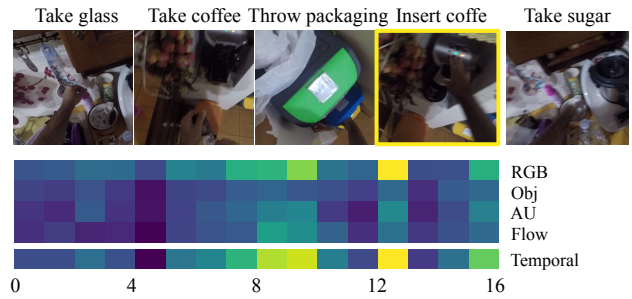 Take glass Take coffee Throw packaging Insert coffe Take sugar
RGB
Obj
AU
Flow
Temporal
0 4 8 12 16